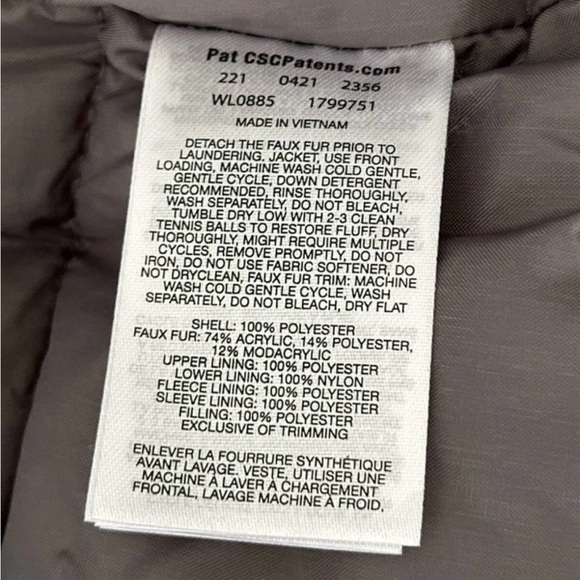 Pat CSCPatents.com
221 0421 2356
WL0885 1799751
MADE IN VIETNAM
DETACH THE FAUX FUR PRIOR TO
LAUNDERING, JACKET, USE FRONT
LOADING, MACHINE WASH COLD GENTLE,
GENTLE CYCLE, DOWN DETERGENT
RECOMMENDED, RINSE THOROUGHLY,
WASH SEPARATELY, DO NOT BLEACH,
TUMBLE DRY LOW WITH 2-3 CLEAN
TENNIS BALLS TO RESTORE FLUFF, DRY
THOROUGHLY, MIGHT REQUIRE MULTIPLE
CYCLES, REMOVE PROMPTLY, DO NOT
IRON, DO NOT USE FABRIC SOFTENER, DO
NOT DRYCLEAN, FAUX FUR TRIM: MACHINE
WASH COLD GENTLE CYCLE, WASH
SEPARATELY, DO NOT BLEACH, DRY FLAT
SHELL: 100% POLYESTER
FAUX FUR: 74% ACRYLIC, 14% POLYESTER,
12% MODACRYLIC
UPPER LINING: 100% POLYESTER
LOWER LINING: 100% NYLON
FLEECE LINING: 100% POLYESTER
SLEEVE LINING: 100% POLYESTER
FILLING: 100% POLYESTER
EXCLUSIVE OF TRIMMING
ENLEVER LA FOURRURE SYNTHÉTIQUE
AVANT LAVAGE. VESTE, UTILISER UNE
MACHINE À LAVER À CHARGEMENT
FRONTAL, LAVAGE MACHINE À FROID,